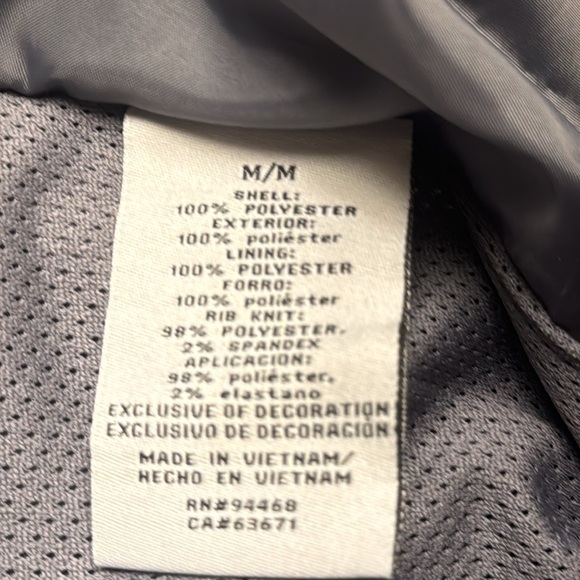 M/M
SHELL:
100% POLYESTER
EXTERIOR:
100% poliéster
LINING:
100% POLYESTER
FORRO:
100% poliéster
RIB KNIT:
98% POLYESTER,
2% SPANDEX
APLICACION:
98% poliéster,
2% elastano
EXCLUSIVE OF DECORATION
EXCLUSIVO DE DECORACIÓN
MADE IN VIETNAM/
HECHO EN VIETNAM
RN#94468
CA#63671